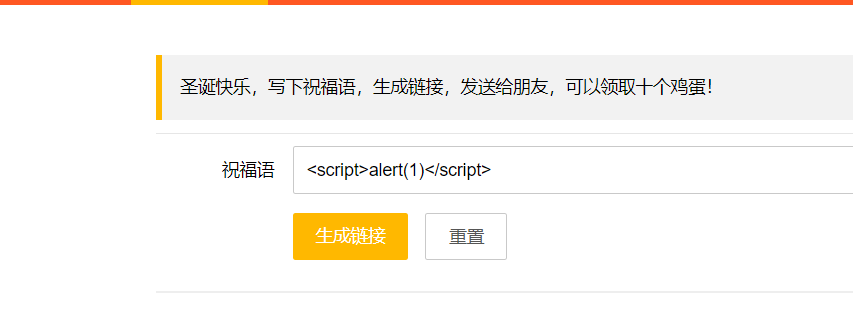 圣诞快乐，写下祝福语，生成链接，发送给朋友，可以领取十个鸡蛋！
祝福语 <script>alert(1)</script>
生成链接 重置